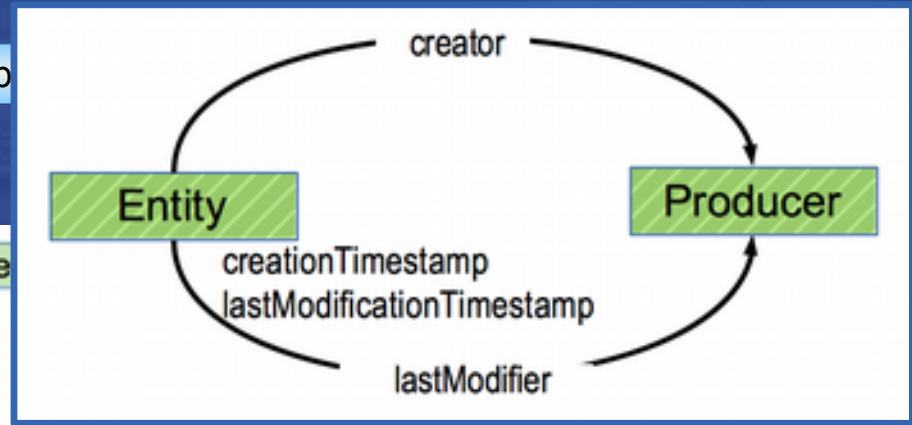 creator
Entity
Producer
creationTimestamp
lastModificationTimestamp
lastModifier